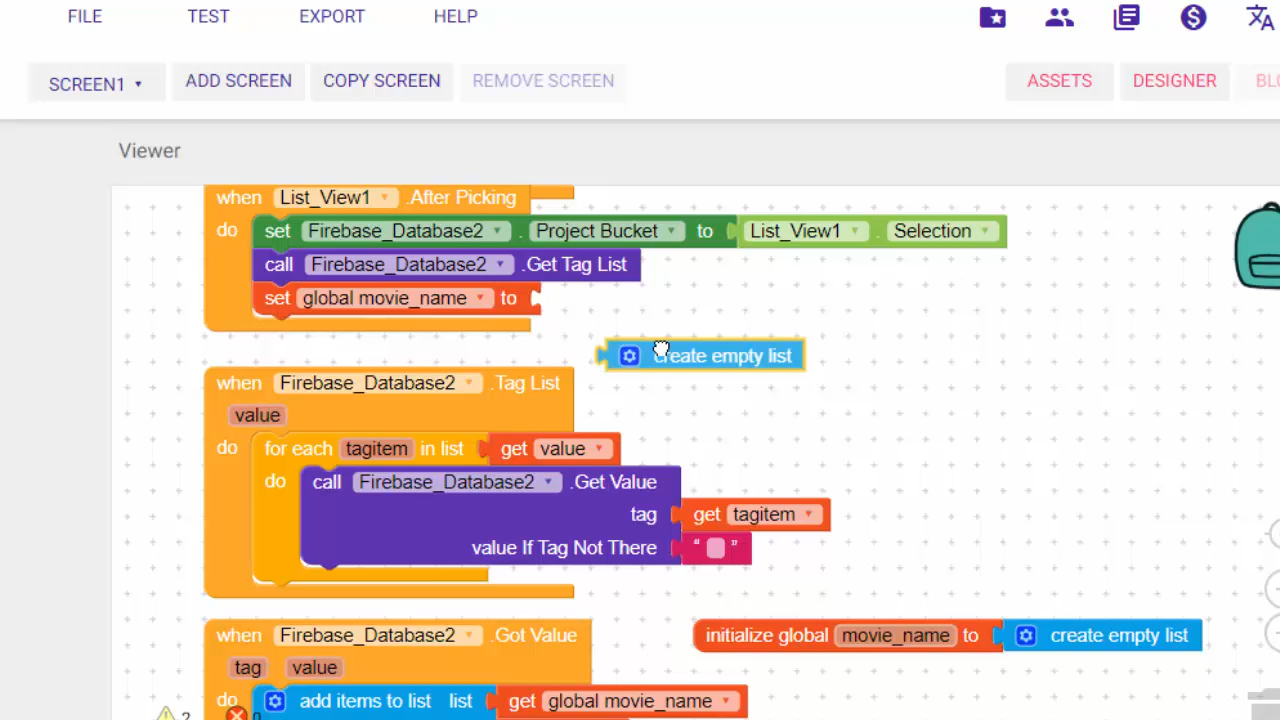 FILE TEST EXPORT HELP
SCREEN1 ADD SCREEN COPY SCREEN REMOVE SCREEN ASSETS DESIGNER
Viewer
when List_View1 .After Picking
do set Firebase_Database2 . Project Bucket to List_View1 . Selection
call Firebase_Database2 .Get Tag List
set global movie_name to
create empty list
when Firebase_Database2 .Tag List
value
do for each tagitem in list get value
do call Firebase_Database2 .Get Value
tag get tagitem
value If Tag Not There “ ”
when Firebase_Database2 .Got Value initialize global movie_name to create empty list
tag value
do add items to list list get global movie_name
2